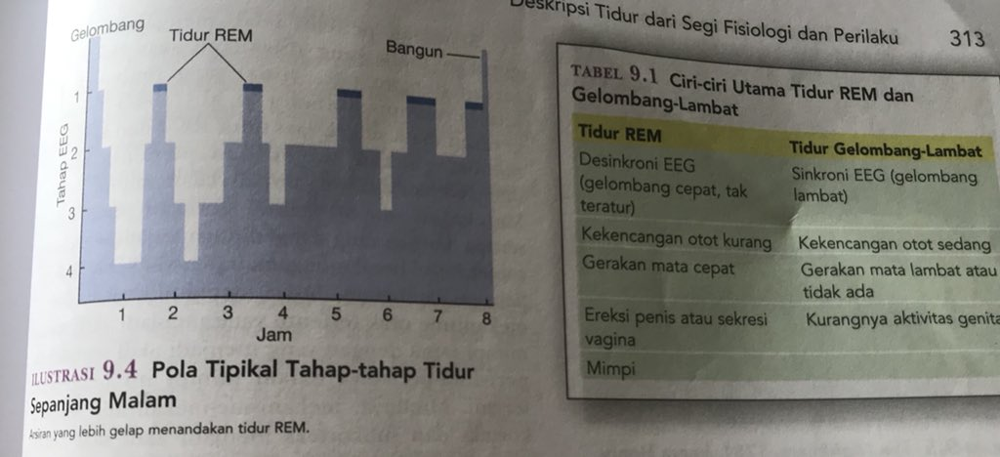 Deskripsi Tidur dari Segi Fisiologi dan Perilaku 313
Gelombang
Tidur REM
Bangun
Tahap EEG
1
2
3
4
1 2 3 4 5 6 7 8
Jam
ILUSTRASI 9.4 Pola Tipikal Tahap-tahap Tidur
Sepanjang Malam
Arsiran yang lebih gelap menandakan tidur REM.
TABEL 9.1 Ciri-ciri Utama Tidur REM dan
Gelombang-Lambat
Tidur REM Tidur Gelombang-Lambat
Desinkroni EEG Sinkroni EEG (gelombang
(gelombang cepat, tak lambat)
teratur)
Kekencangan otot kurang Kekencangan otot sedang
Gerakan mata cepat Gerakan mata lambat atau
tidak ada
Ereksi penis atau sekresi Kurangnya aktivitas genita
vagina
Mimpi